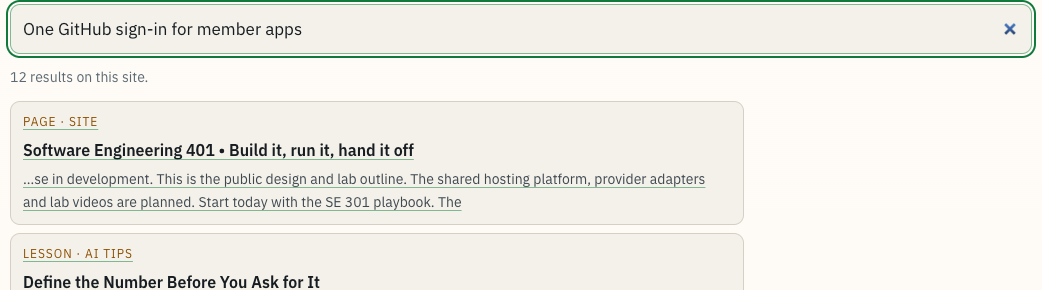 One GitHub sign-in for member apps
12 results on this site.
PAGE · SITE
Software Engineering 401 • Build it, run it, hand it off
...se in development. This is the public design and lab outline. The shared hosting platform, provider adapters
and lab videos are planned. Start today with the SE 301 playbook. The
LESSON · AI TIPS
Define the Number Before You Ask for It